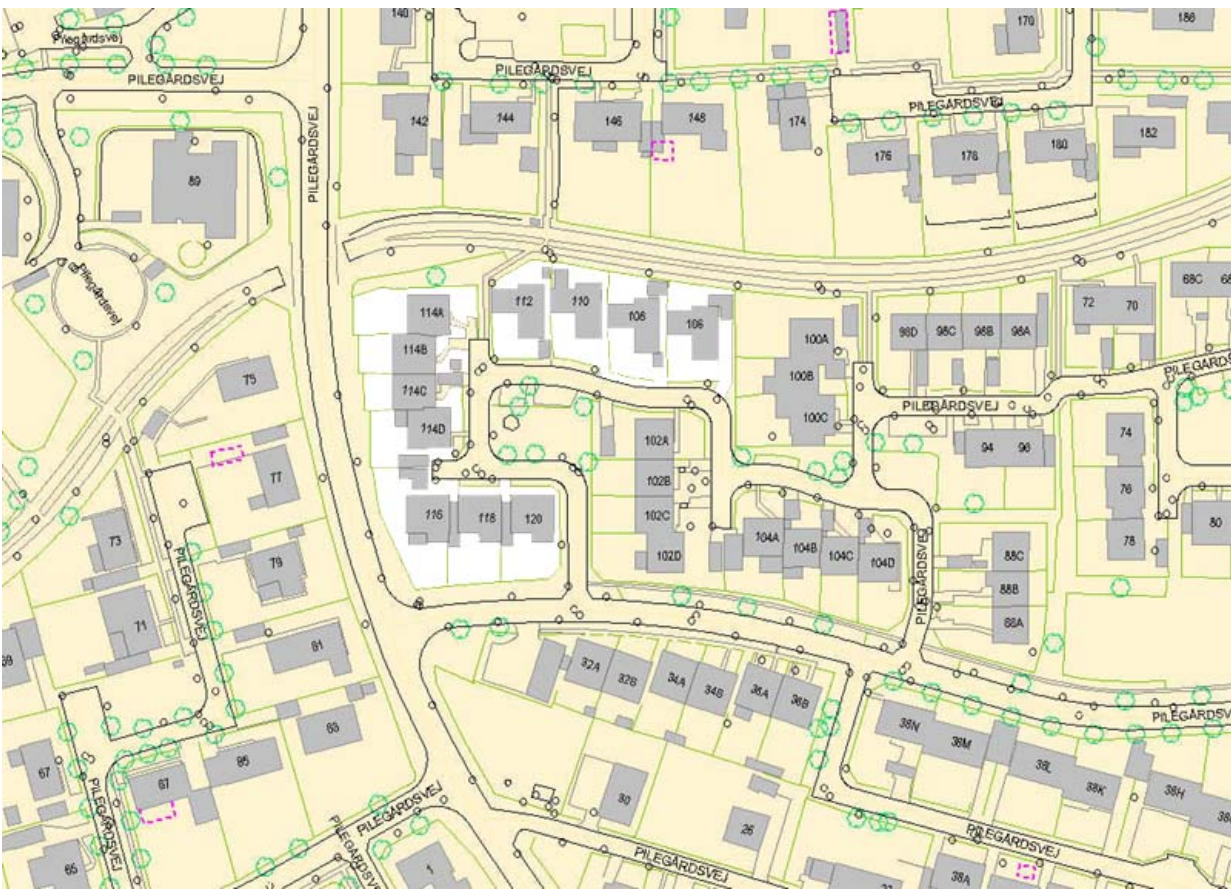 140
170
186
Pilegårdsvej
PILEGÅRDSVEJ
PILEGÅRDSVEJ
PILEGÅRDSVEJ
142
144
146
148
174
176
178
180
182
PILEGÅRDSVEJ
89
Pilegårdsvej
114A
112
110
106
72
70
68C
100A
98D
98C
98B
98A
114B
114C
114D
100B
100C
PILEGÅRDSVEJ
75
77
102A
102B
102C
102D
94
96
74
76
78
80
116
118
120
104A
104B
104C
104D
PILEGÅRDSVEJ
88C
88B
88A
73
79
71
81
PILEGÅRDSVEJ
69
32A
32B
34A
34B
36A
36B
PILEGÅRDSV
38N
38M
38L
38K
38H
67
85
PILEGÅRDSVEJ
PILEGÅRDSVEJ
PILEGÅRDSVEJ
26
PILEGÅRDSVEJ
PILEGÅRDSVEJ
65
1
38A